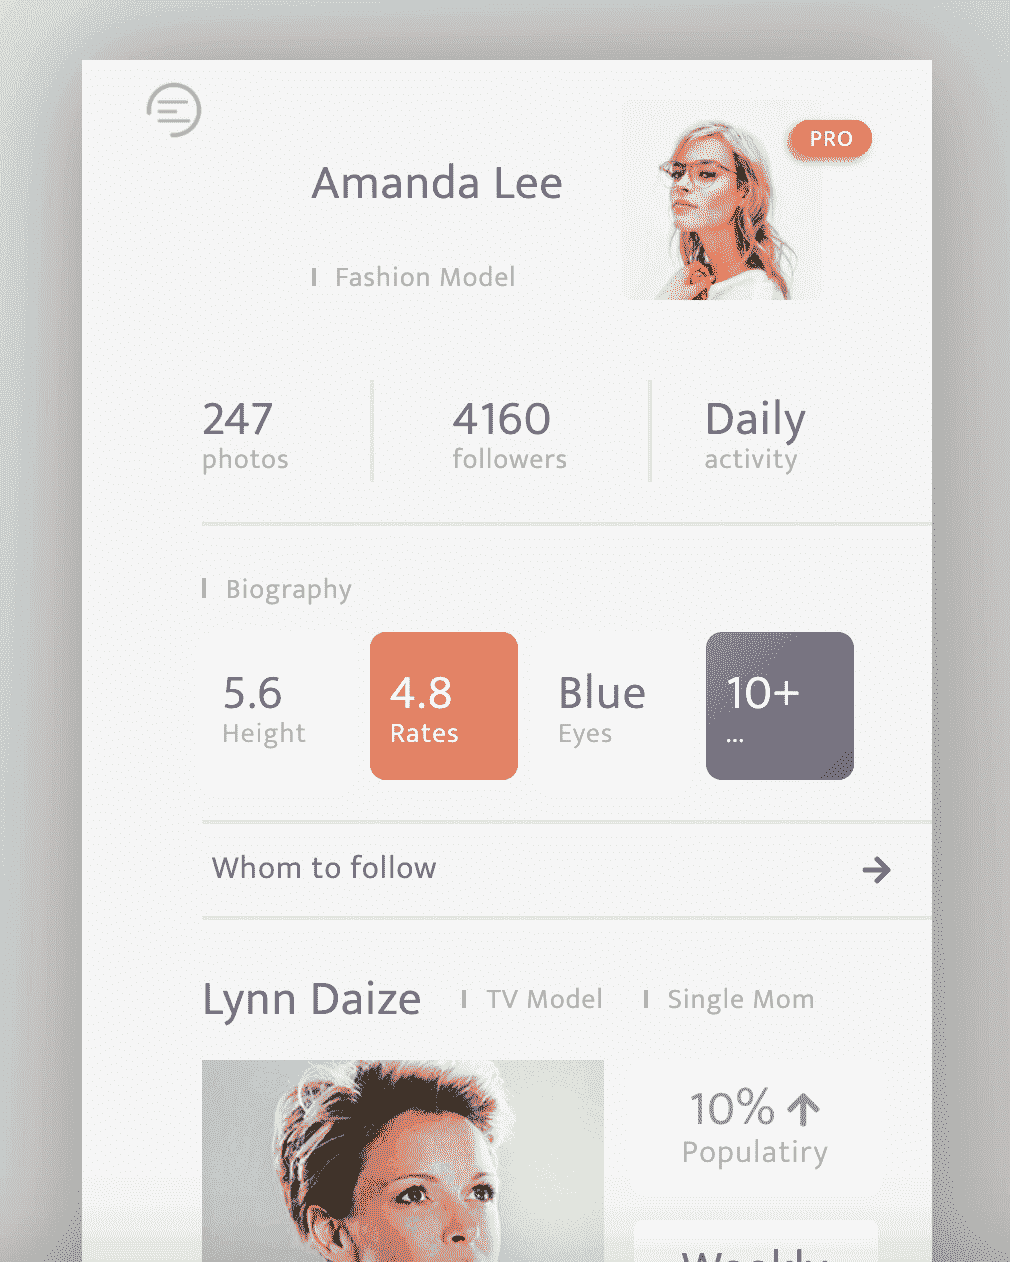 PRO
Amanda Lee
Fashion Model
247
photos
4160
followers
Daily
activity
Biography
5.6
Height
4.8
Rates
Blue
Eyes
10+
...
Whom to follow
Lynn Daize
TV Model
Single Mom
10%
Populatiry
Weekly